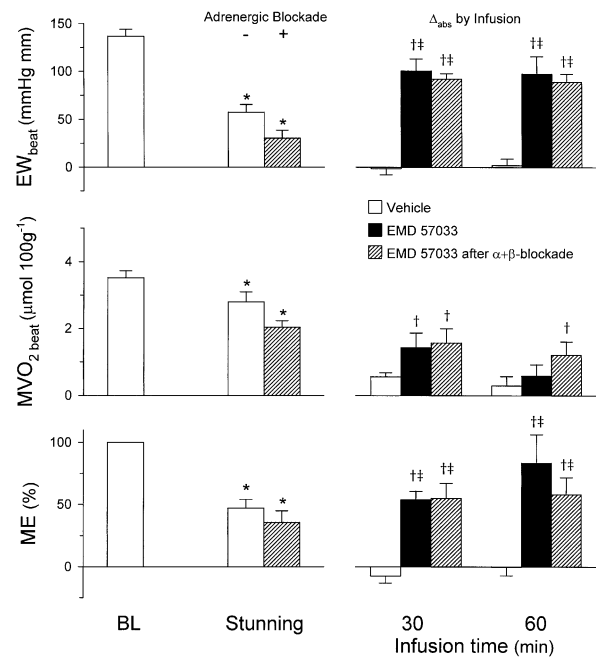 Adrenergic Blockade
- +
Δabs by Infusion
EWbeat (mmHg mm)
150
100
50
0
* *
†‡ †‡ †‡ †‡
Vehicle
EMD 57033
EMD 57033 after α+β-blockade
MVO2 beat (μmol 100g-1)
4
2
0
* *
† † †
ME (%)
100
50
0
* *
†‡ †‡ †‡ †‡
BL Stunning 30 60
Infusion time (min)